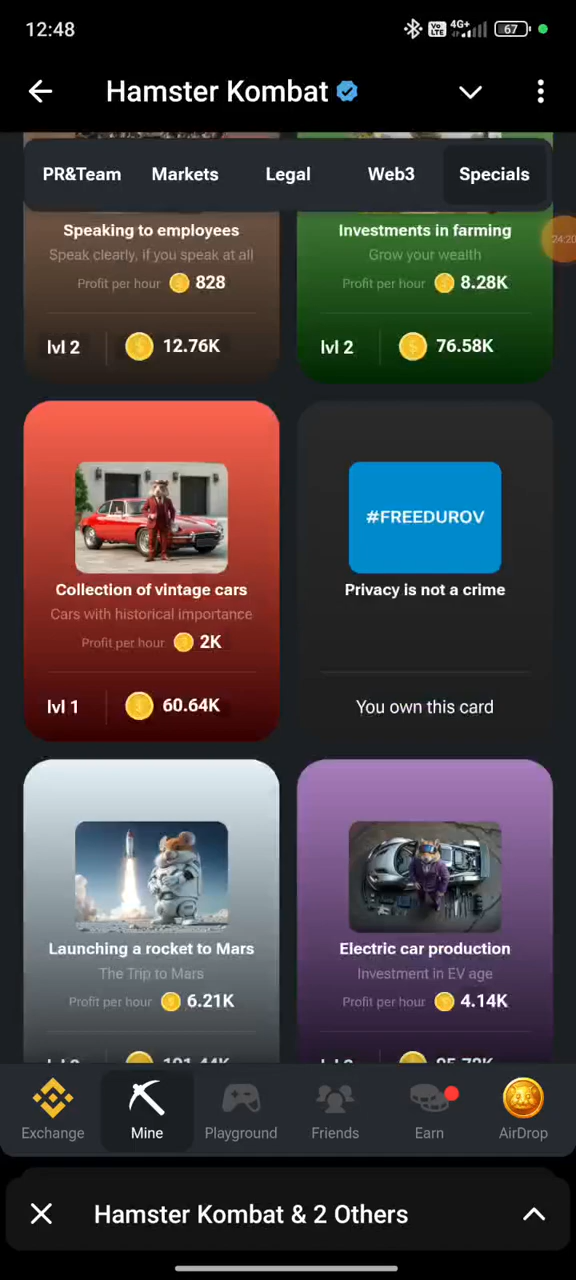 12:48
Vo LTE 4G+ 67
Hamster Kombat
PR&Team Markets Legal Web3 Specials
Speaking to employees
Speak clearly, if you speak at all
Profit per hour 828
lvl 2 12.76K
Investments in farming
Grow your wealth
Profit per hour 8.28K
lvl 2 76.58K
24:20
Collection of vintage cars
Cars with historical importance
Profit per hour 2K
lvl 1 60.64K
#FREEDUROV
Privacy is not a crime
You own this card
Launching a rocket to Mars
The Trip to Mars
Profit per hour 6.21K
Electric car production
Investment in EV age
Profit per hour 4.14K
Exchange Mine Playground Friends Earn AirDrop
Hamster Kombat & 2 Others